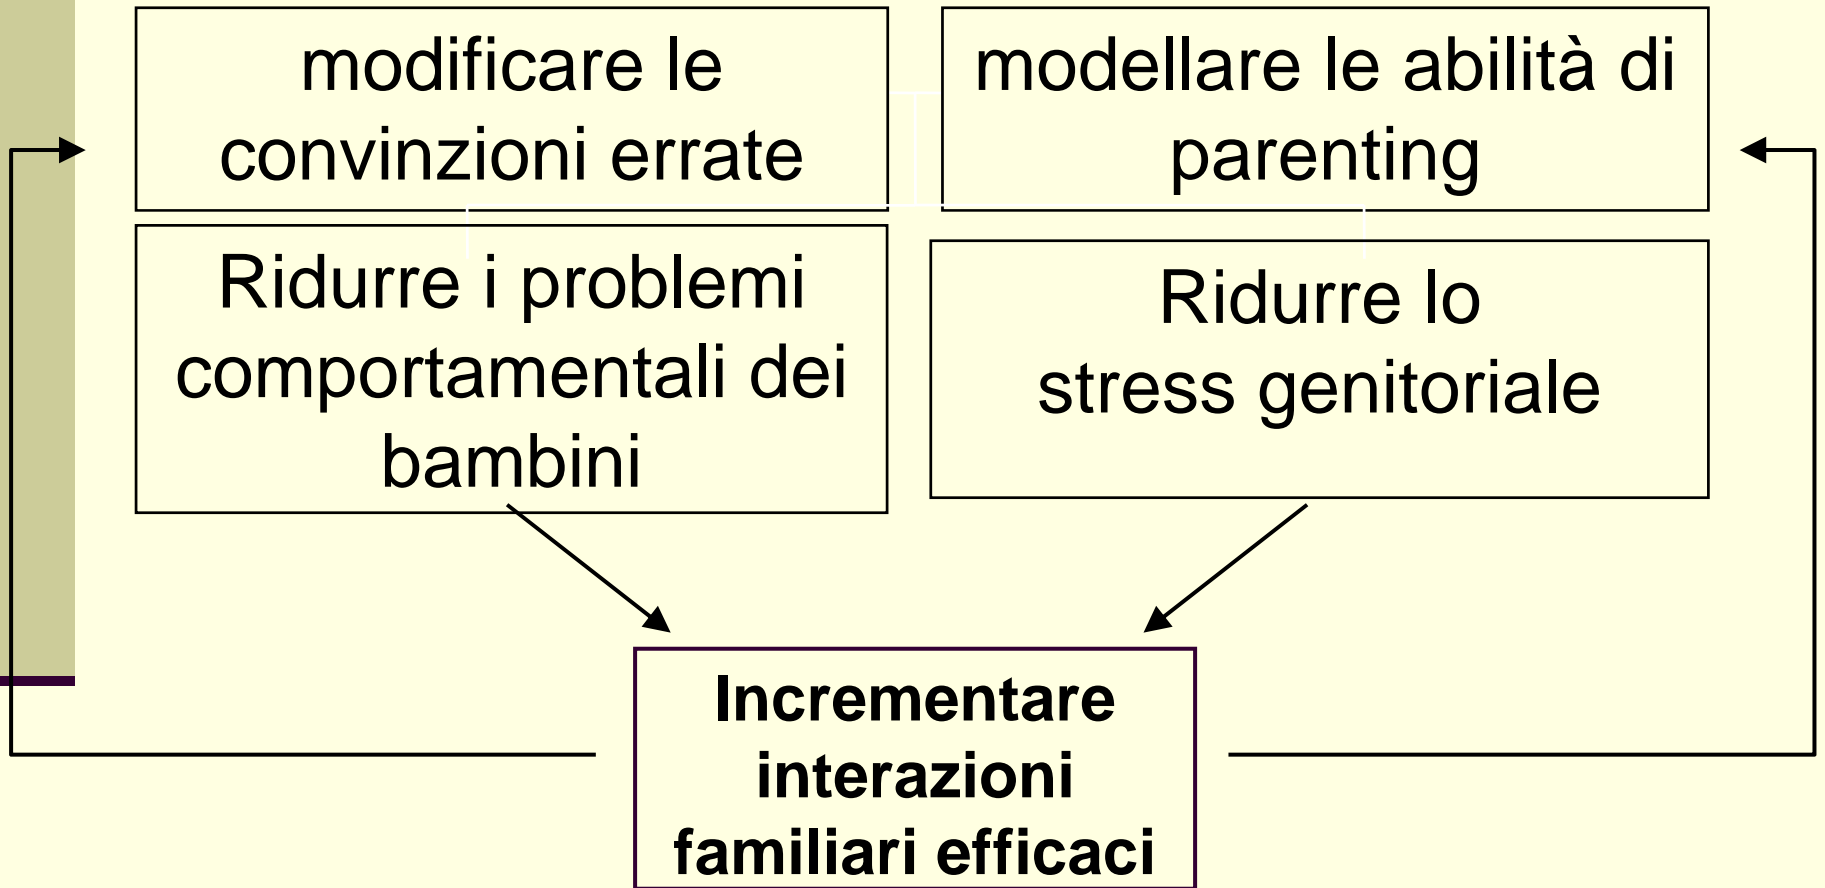 modificare le
convinzioni errate
modellare le abilità di
parenting
Ridurre i problemi
comportamentali dei
bambini
Ridurre lo
stress genitoriale
Incrementare
interazioni
familiari efficaci